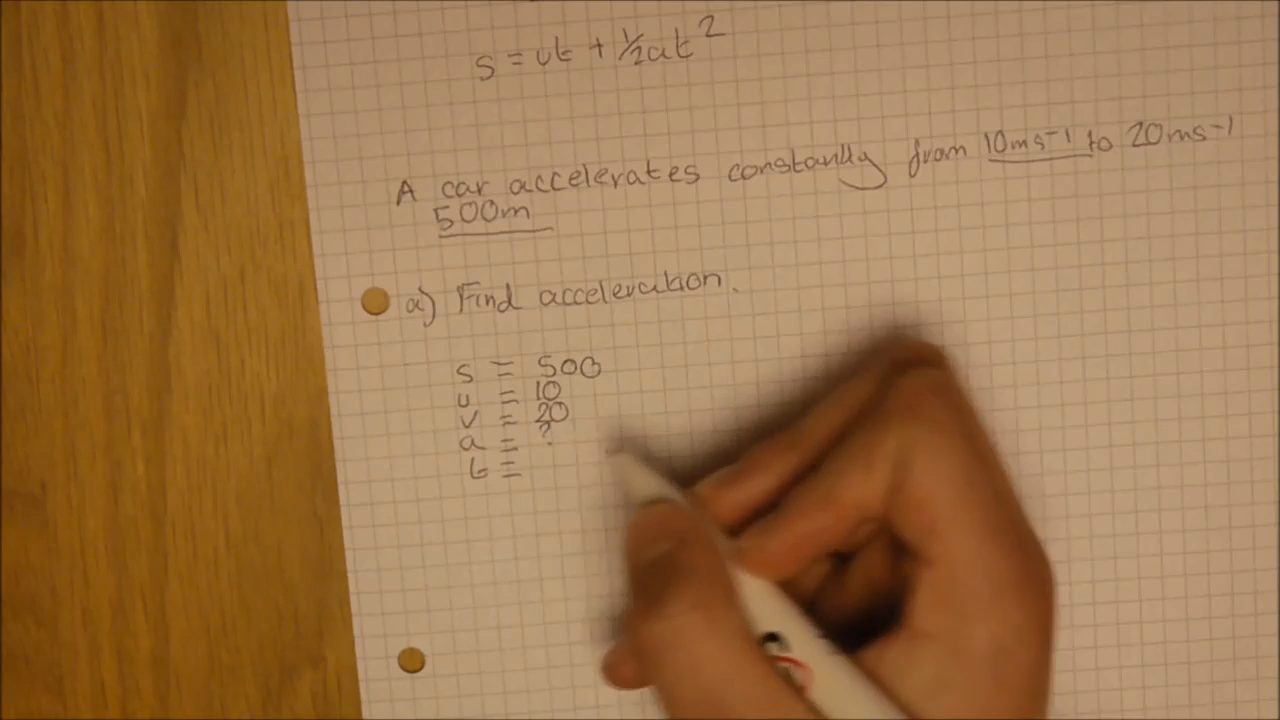 s = ut + ½at²
A car accelerates constantly from 10ms⁻¹ to 20ms⁻¹
500m
a) Find acceleration.
s = 500
u = 10
v = 20
a = ?
t =